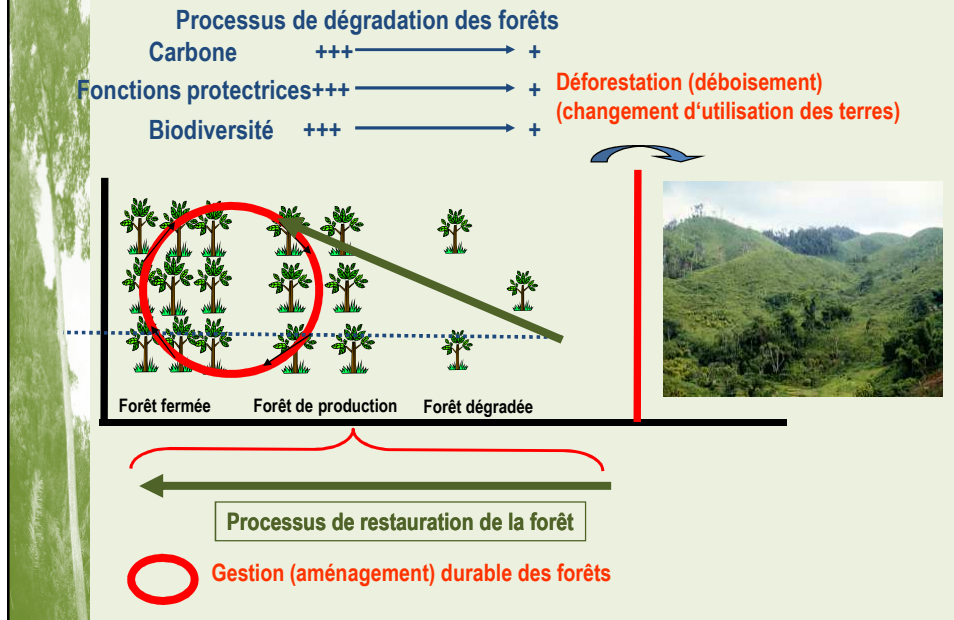 Processus de dégradation des forêts
Carbone +++ +
Fonctions protectrices+++ +
Biodiversité +++ +
Déforestation (déboisement)
(changement d‘utilisation des terres)
Forêt fermée Forêt de production Forêt dégradée
Processus de restauration de la forêt
Gestion (aménagement) durable des forêts